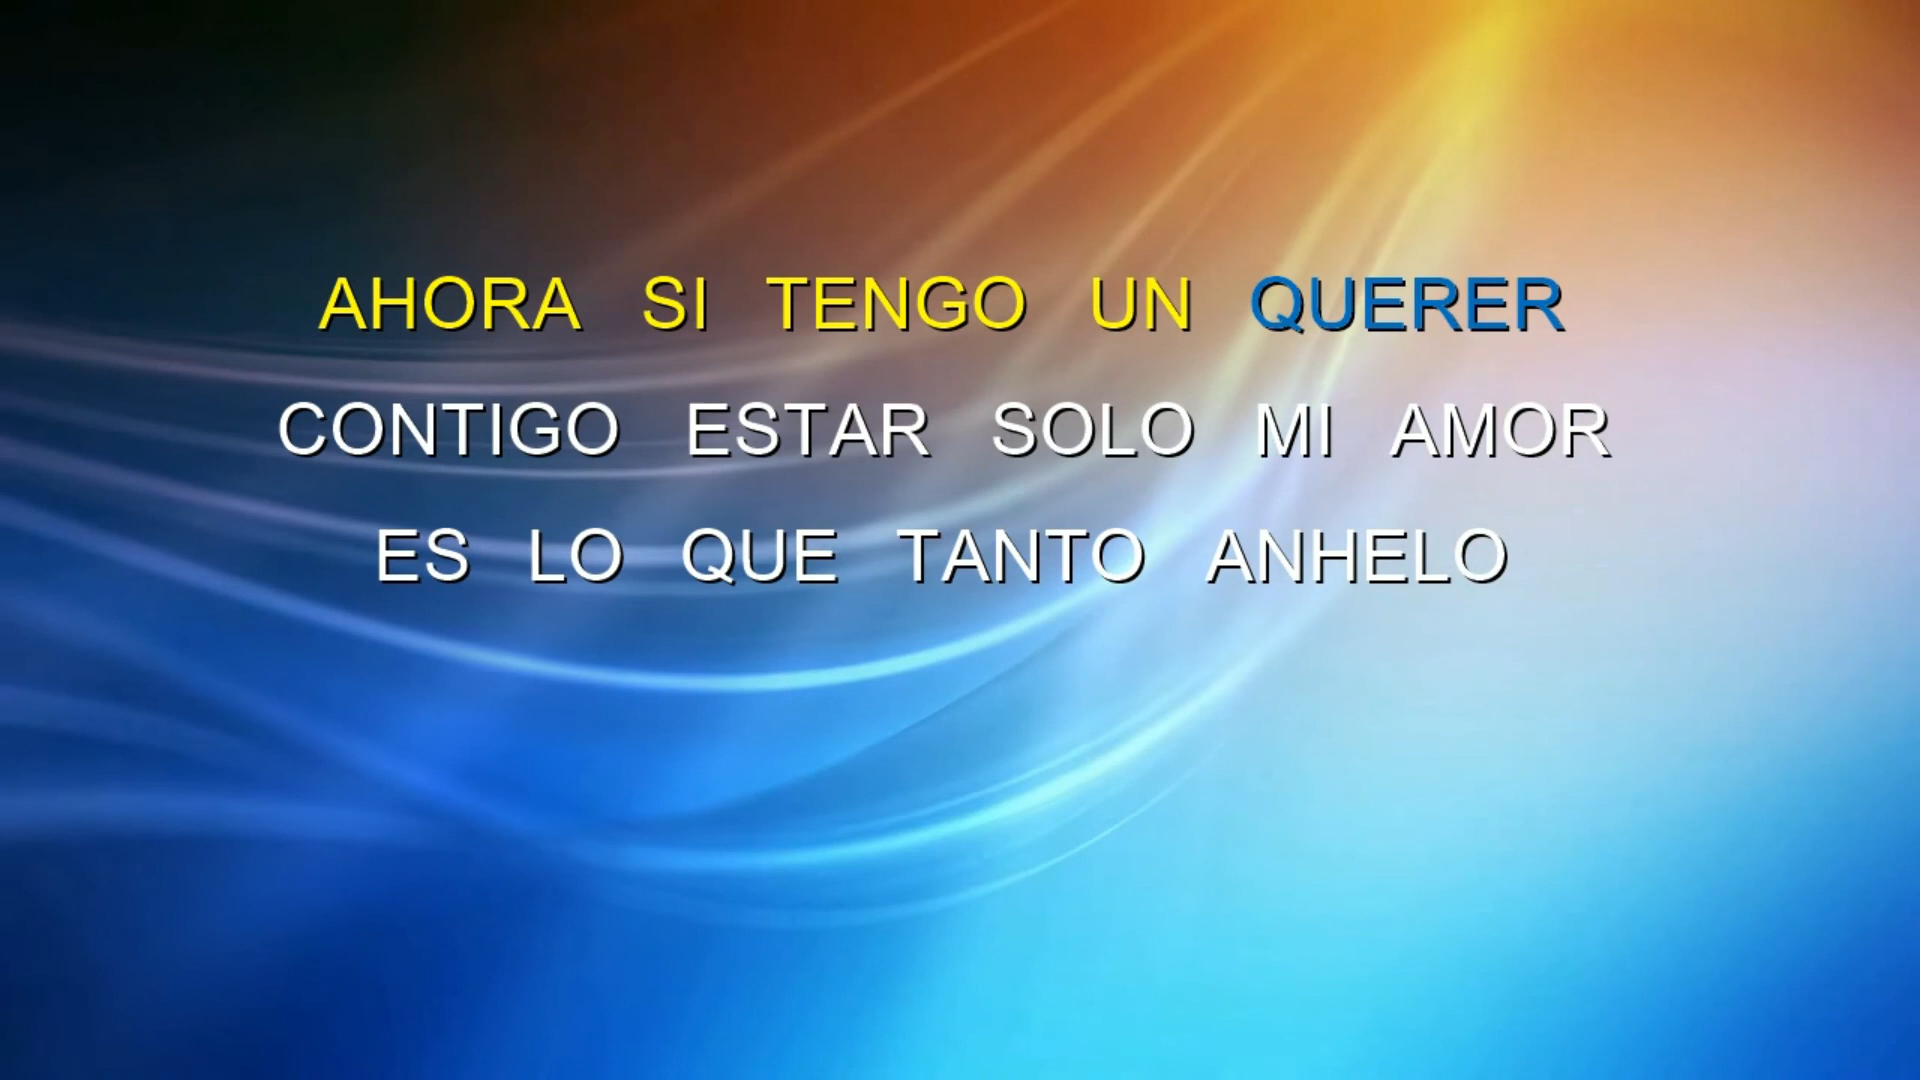 AHORA SI TENGO UN QUERER
CONTIGO ESTAR SOLO MI AMOR
ES LO QUE TANTO ANHELO